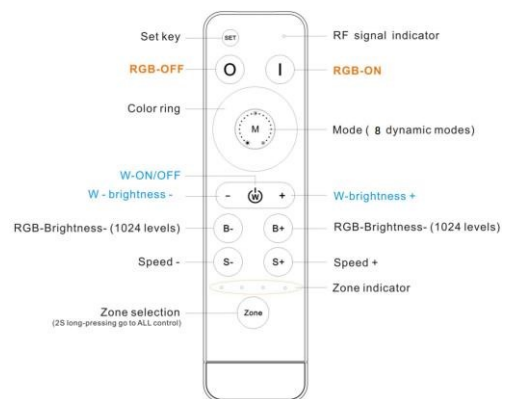 Set key
SET
RF signal indicator
RGB-OFF
O
I
RGB-ON
Color ring
M
Mode ( 8 dynamic modes)
W-ON/OFF
W - brightness -
-
W
+
W-brightness +
RGB-Brightness- (1024 levels)
B-
B+
RGB-Brightness- (1024 levels)
Speed -
S-
S+
Speed +
Zone indicator
Zone selection
(2S long-pressing go to ALL control)
Zone